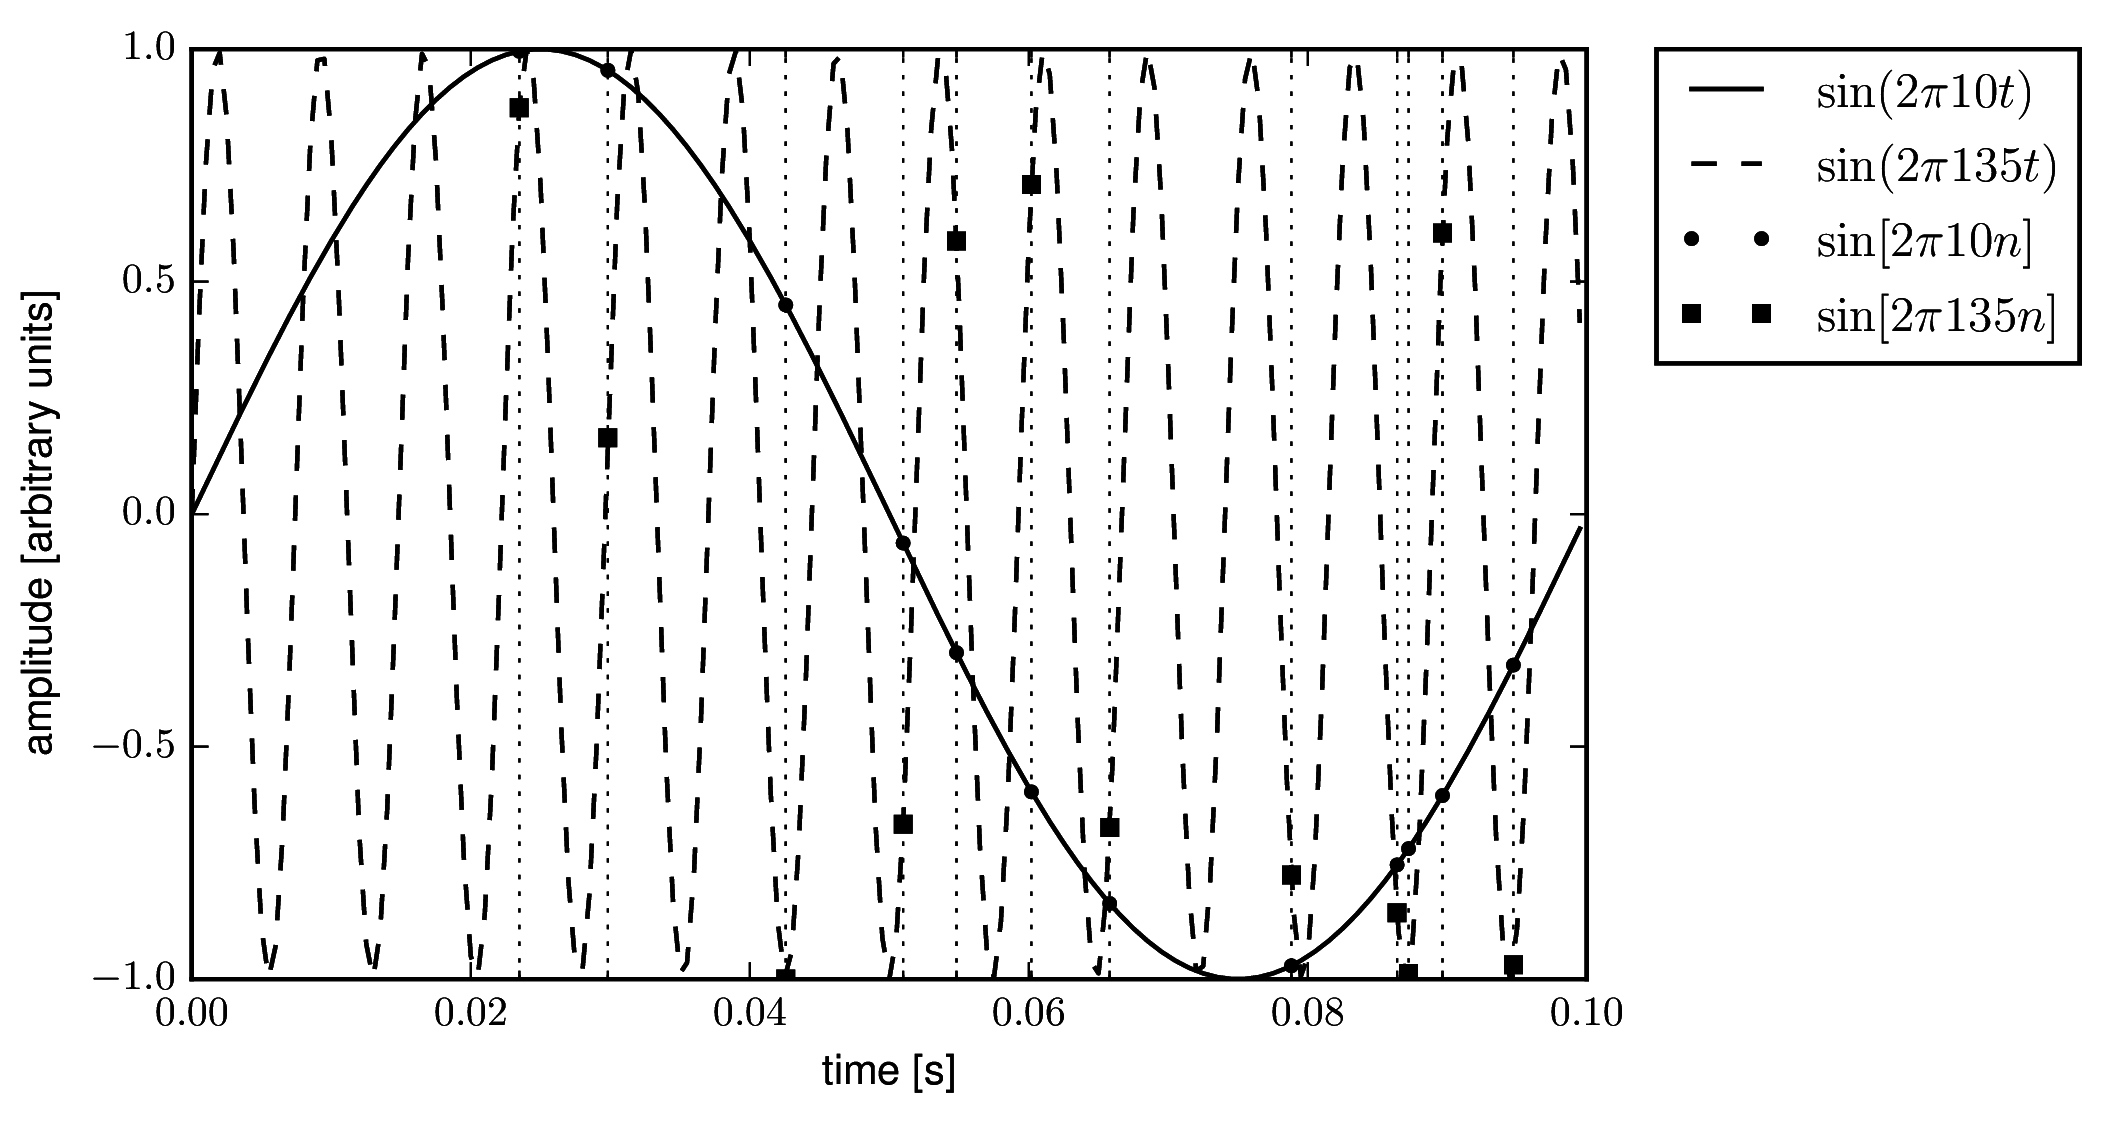 1.0
0.5
0.0
−0.5
−1.0
0.00 0.02 0.04 0.06 0.08 0.10
time [s]
amplitude [arbitrary units]
sin(2π10t)
sin(2π135t)
sin[2π10n]
sin[2π135n]